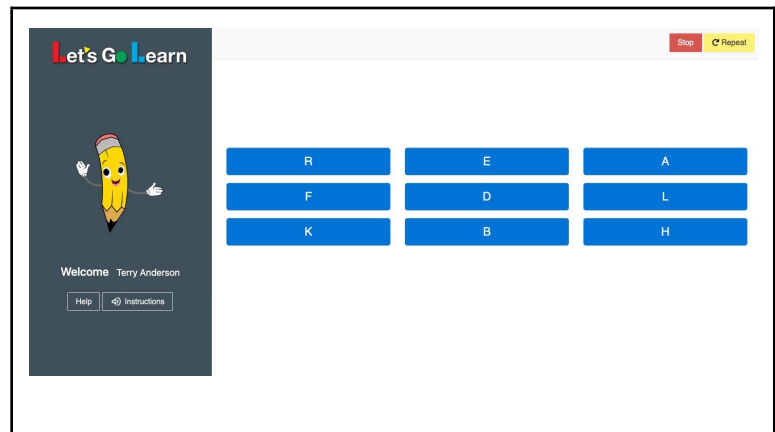 Let's Go Learn
Stop Repeat
R E A
F D L
K B H
Welcome Terry Anderson
Help Instructions